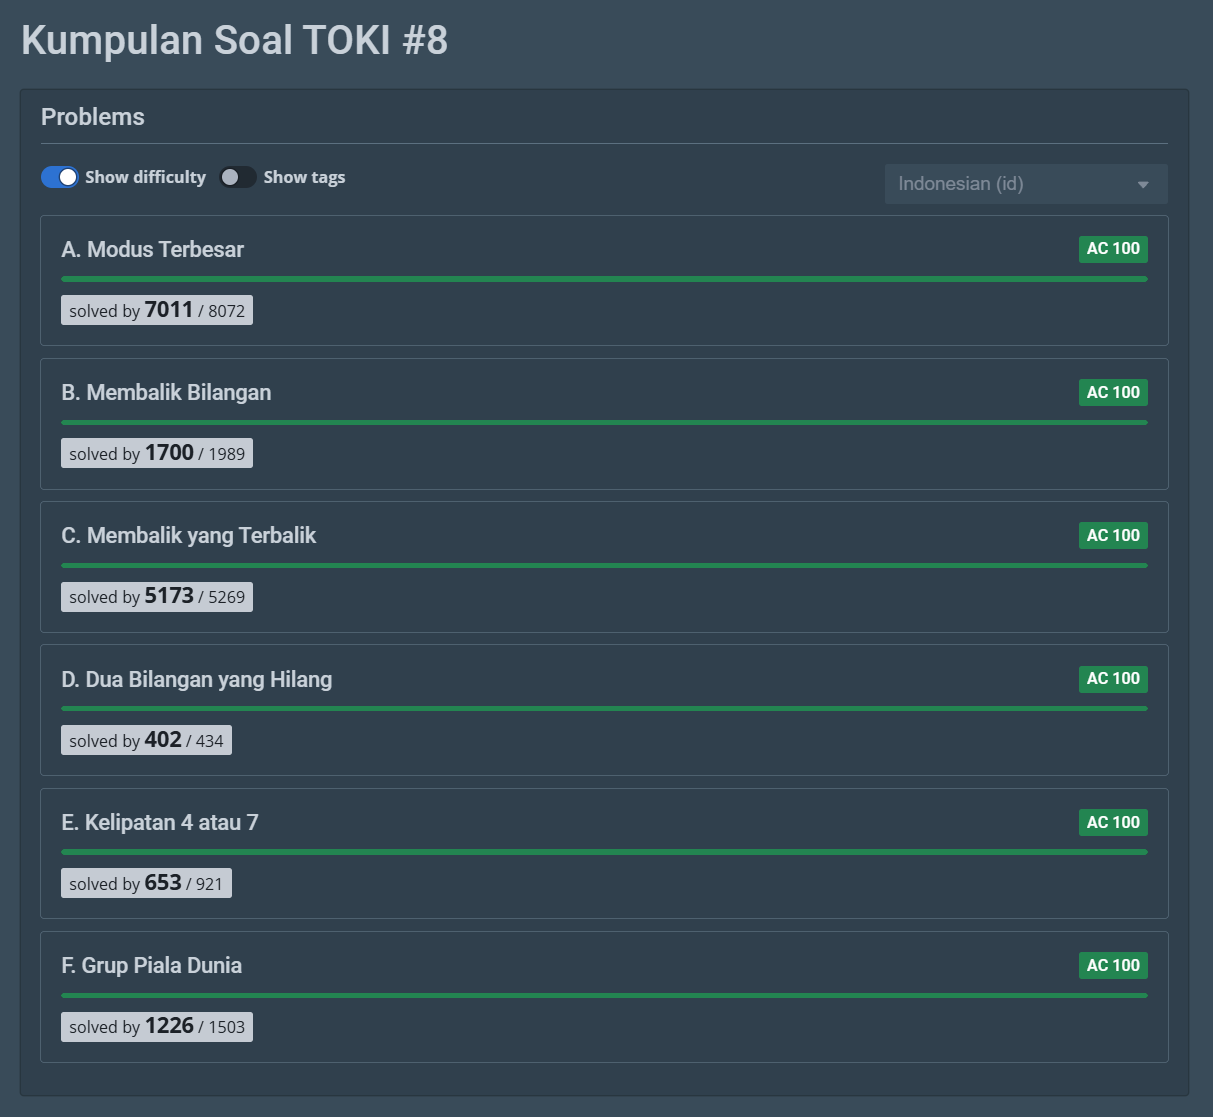 Kumpulan Soal TOKI #8
Problems
Show difficulty Show tags
Indonesian (id)
A. Modus Terbesar AC 100
solved by 7011 / 8072
B. Membalik Bilangan AC 100
solved by 1700 / 1989
C. Membalik yang Terbalik AC 100
solved by 5173 / 5269
D. Dua Bilangan yang Hilang AC 100
solved by 402 / 434
E. Kelipatan 4 atau 7 AC 100
solved by 653 / 921
F. Grup Piala Dunia AC 100
solved by 1226 / 1503